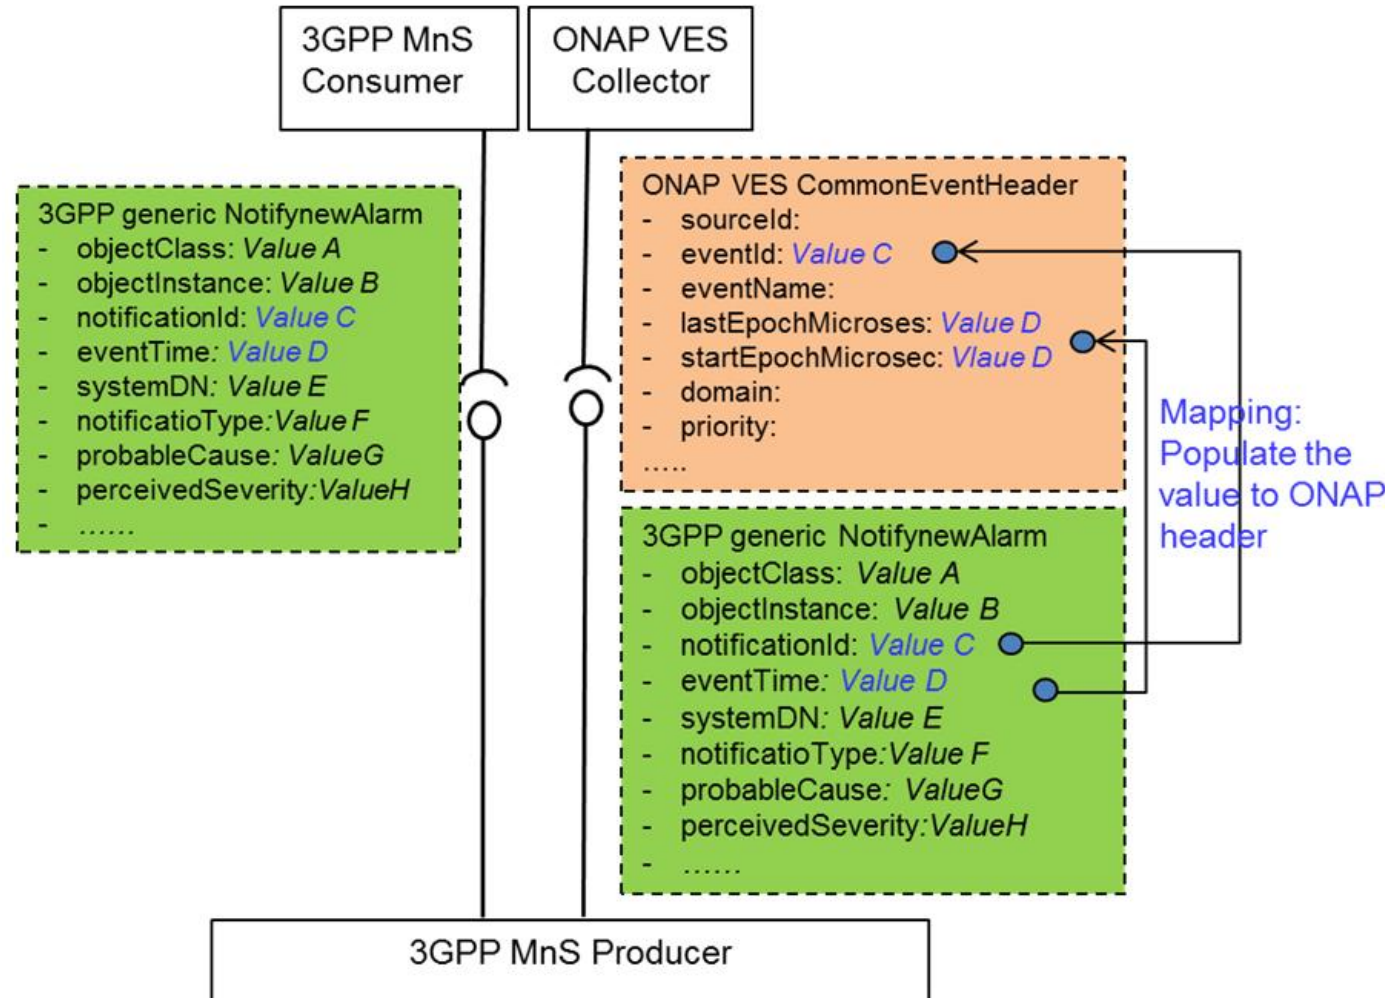 3GPP MnS
Consumer
ONAP VES
Collector
3GPP generic NotifynewAlarm
- objectClass: Value A
- objectInstance: Value B
- notificationId: Value C
- eventTime: Value D
- systemDN: Value E
- notificatioType:Value F
- probableCause: ValueG
- perceivedSeverity:ValueH
- ......
ONAP VES CommonEventHeader
- sourceId:
- eventId: Value C
- eventName:
- lastEpochMicroses: Value D
- startEpochMicrosec: Vlaue D
- domain:
- priority:
.....
Mapping:
Populate the
value to ONAP
header
3GPP generic NotifynewAlarm
- objectClass: Value A
- objectInstance: Value B
- notificationId: Value C
- eventTime: Value D
- systemDN: Value E
- notificatioType:Value F
- probableCause: ValueG
- perceivedSeverity:ValueH
- ......
3GPP MnS Producer